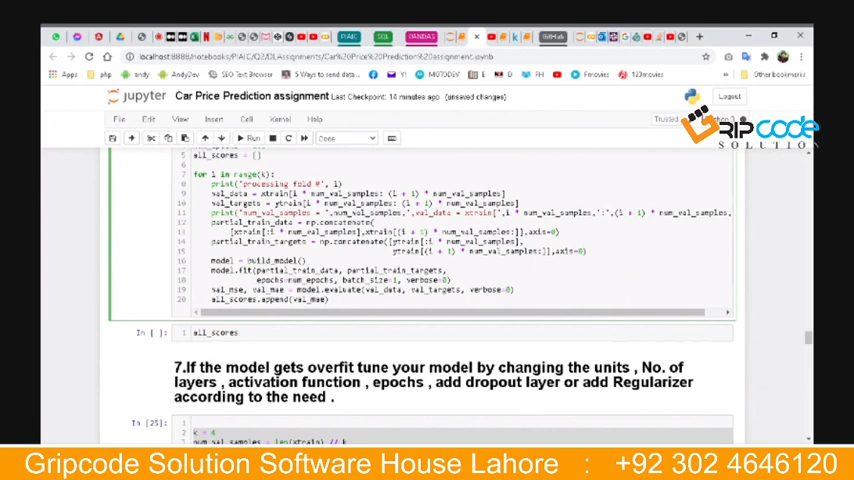 PIAIC
SQL
PANDAS
GitHub
localhost:8888/notebooks/PIAIC/Q2/DLAssignments/Car%20Price%20Prediction%20assignment.ipynb
Apps
php
andy
AndyDev
SEO Text Browser
5 Ways to send data...
Y!
MOTODEV
FH
Fmovies
123movies
Other bookmarks
jupyter Car Price Prediction assignment Last Checkpoint: 14 minutes ago (unsaved changes)
Logout
File Edit View Insert Cell Kernel Help
Trusted
Run
Code
GRIPCODE
SOLUTION
5 all_scores = []
6
7 for i in range(k):
8 print('processing fold #', i)
9 val_data = xtrain[i * num_val_samples: (i + 1) * num_val_samples]
10 val_targets = ytrain[i * num_val_samples: (i + 1) * num_val_samples]
11 print("num_val_samples = ",num_val_samples,',val_data = xtrain[',i * num_val_samples,':',(i + 1) * num_val_samples,
12 partial_train_data = np.concatenate(
13 [xtrain[:i * num_val_samples],xtrain[(i + 1) * num_val_samples:]],axis=0)
14 partial_train_targets = np.concatenate([ytrain[:i * num_val_samples],
15 ytrain[(i + 1) * num_val_samples:]],axis=0)
16 model = build_model()
17 model.fit(partial_train_data, partial_train_targets,
18 epochs=num_epochs, batch_size=1, verbose=0)
19 val_mse, val_mae = model.evaluate(val_data, val_targets, verbose=0)
20 all_scores.append(val_mae)
In [ ]: 1 all_scores
7.If the model gets overfit tune your model by changing the units , No. of
layers , activation function , epochs , add dropout layer or add Regularizer
according to the need .
In [25]: 1
2 k = 4
3 num_val_samples = len(xtrain) // k
Gripcode Solution Software House Lahore : +92 302 4646120